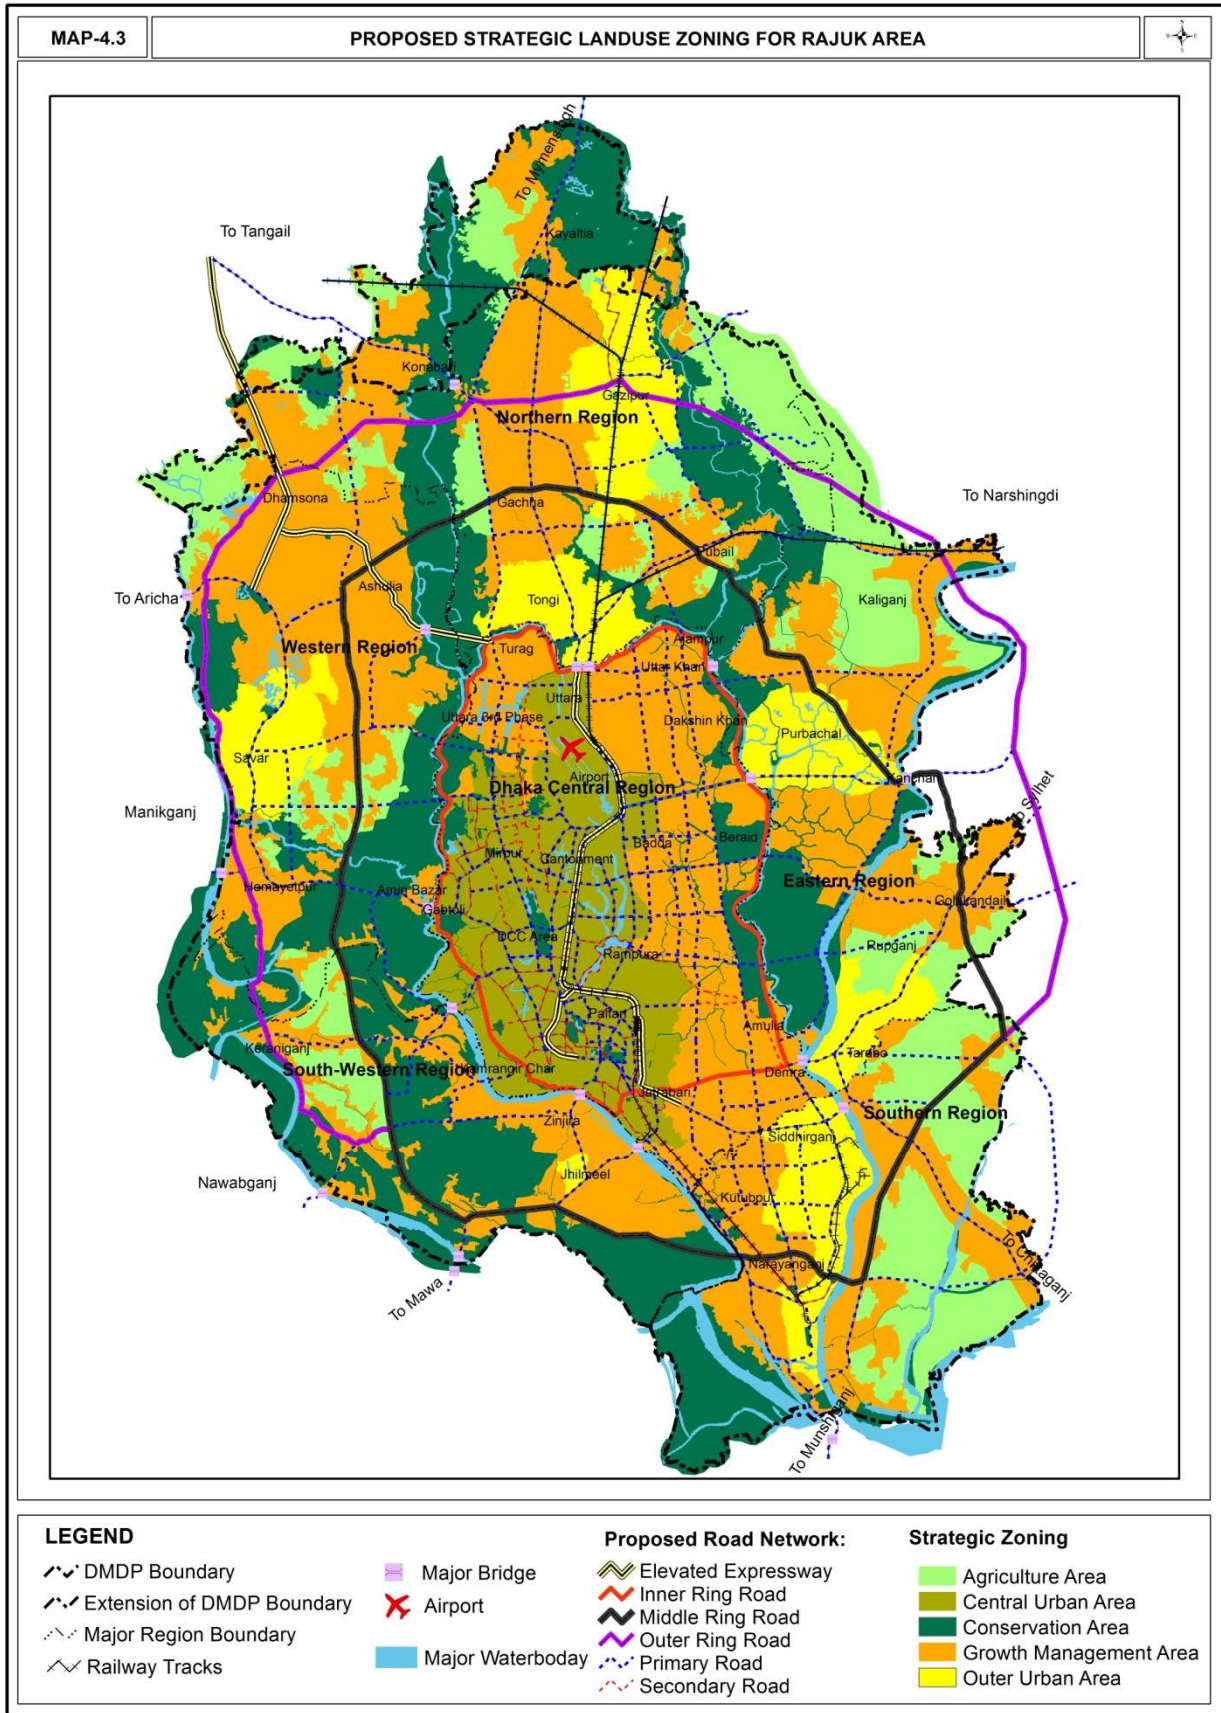 MAP-4.3
PROPOSED STRATEGIC LANDUSE ZONING FOR RAJUK AREA
N
W
E
S
To Mymensingh
To Tangail
Kayaltia
Konabari
Gazipur
Northern Region
Dhamsona
Gachha
To Narshingdi
Pubail
Ashulia
To Aricha
Tongi
Kaliganj
Western Region
Turag
Ajampur
Uttar Khan
Uttara
Uttara 3rd Phase
Dakshin Khan
Purbachal
Savar
Airport
Kanchan
Dhaka Central Region
To Sylhet
Manikganj
Mirpur
Cantonment
Badda
Beraid
Eastern Region
Hemayetpur
Amin Bazar
Gabtoli
Golakandail
DCC Area
Rampura
Rupganj
Paltan
Amulia
Keraniganj
Tarabo
South-Western Region
Kamrangir Char
Demra
Jatrabari
Southern Region
Zinjira
Siddhirganj
Nawabganj
Jhilmeel
Kutubpur
Narayanganj
To Chittaganj
To Mawa
To Munshiganj
LEGEND
DMDP Boundary
Extension of DMDP Boundary
Major Region Boundary
Railway Tracks
Major Bridge
Airport
Major Waterboday
Proposed Road Network:
Elevated Expressway
Inner Ring Road
Middle Ring Road
Outer Ring Road
Primary Road
Secondary Road
Strategic Zoning
Agriculture Area
Central Urban Area
Conservation Area
Growth Management Area
Outer Urban Area